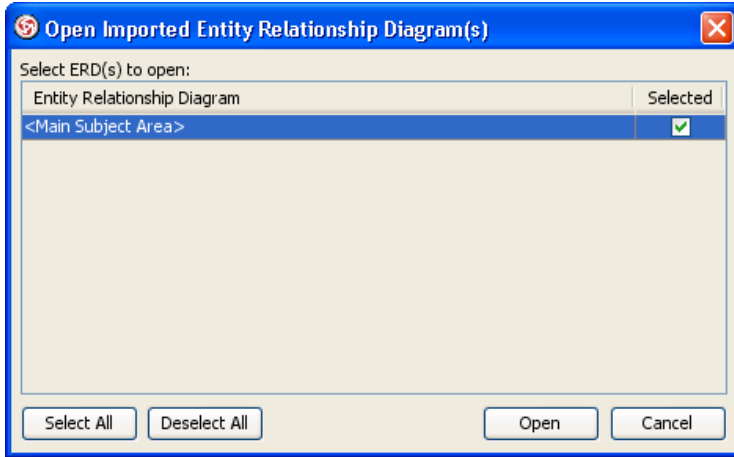 Open Imported Entity Relationship Diagram(s)
Select ERD(s) to open:
Entity Relationship Diagram Selected
<Main Subject Area>
Select All Deselect All Open Cancel